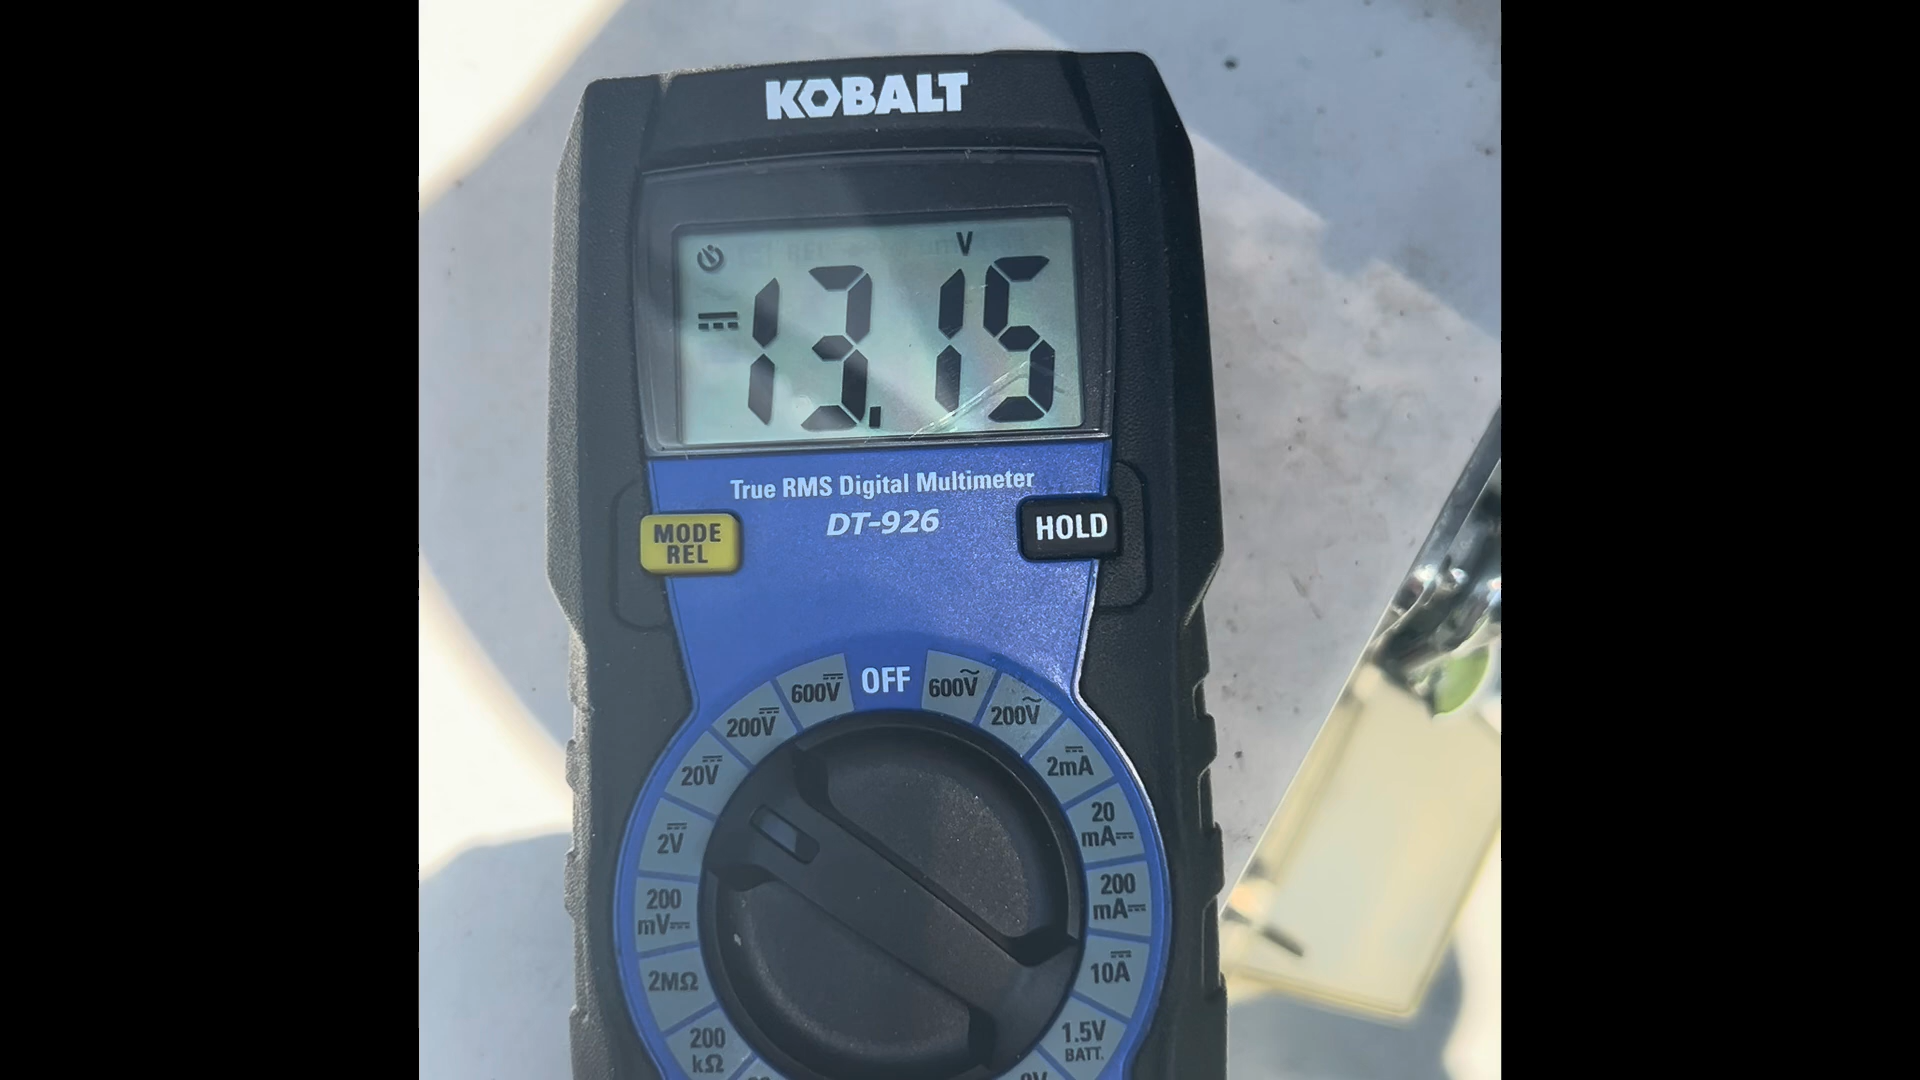 KOBALT
V
13.15
True RMS Digital Multimeter
DT-926
MODE
REL
HOLD
OFF
600V
200V
20V
2V
200
mV
2MΩ
200
kΩ
600V
200V
2mA
20
mA
200
mA
10A
1.5V
BATT.